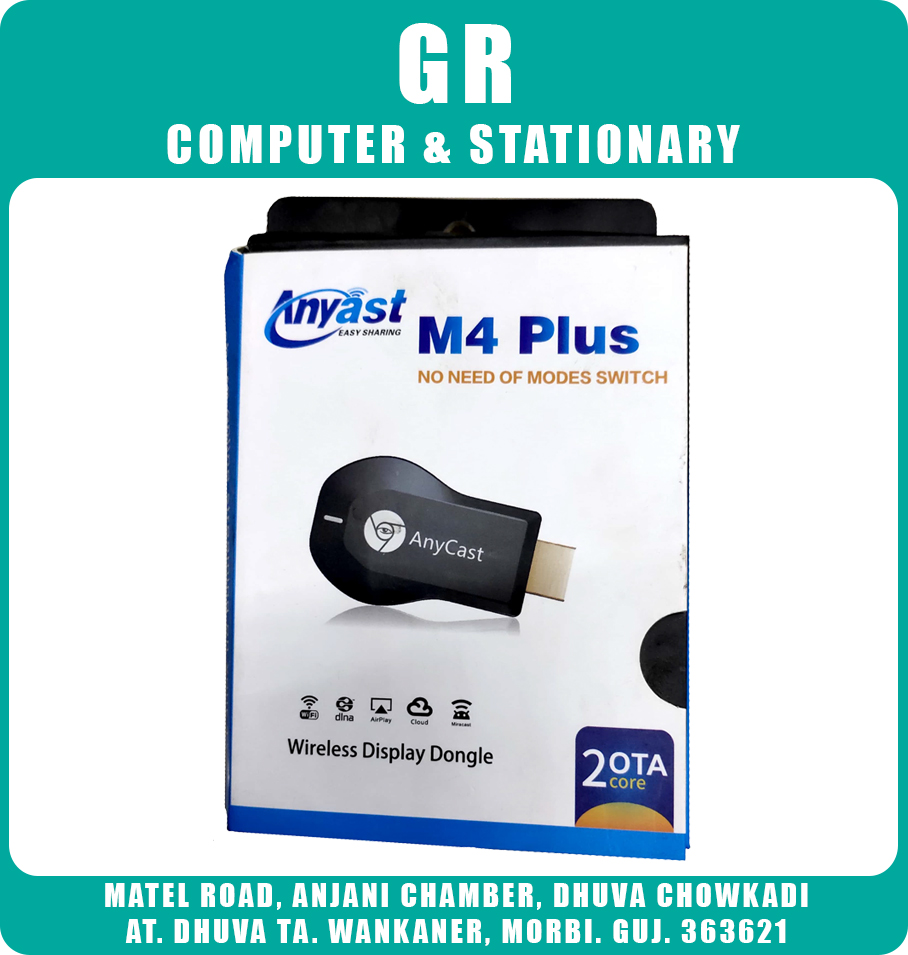 GR
COMPUTER & STATIONARY
Anyast
EASY SHARING
M4 Plus
NO NEED OF MODES SWITCH
AnyCast
WiFi
dlna
AirPlay
Cloud
Miracast
Wireless Display Dongle
2 OTA
core
MATEL ROAD, ANJANI CHAMBER, DHUVA CHOWKADI
AT. DHUVA TA. WANKANER, MORBI. GUJ. 363621